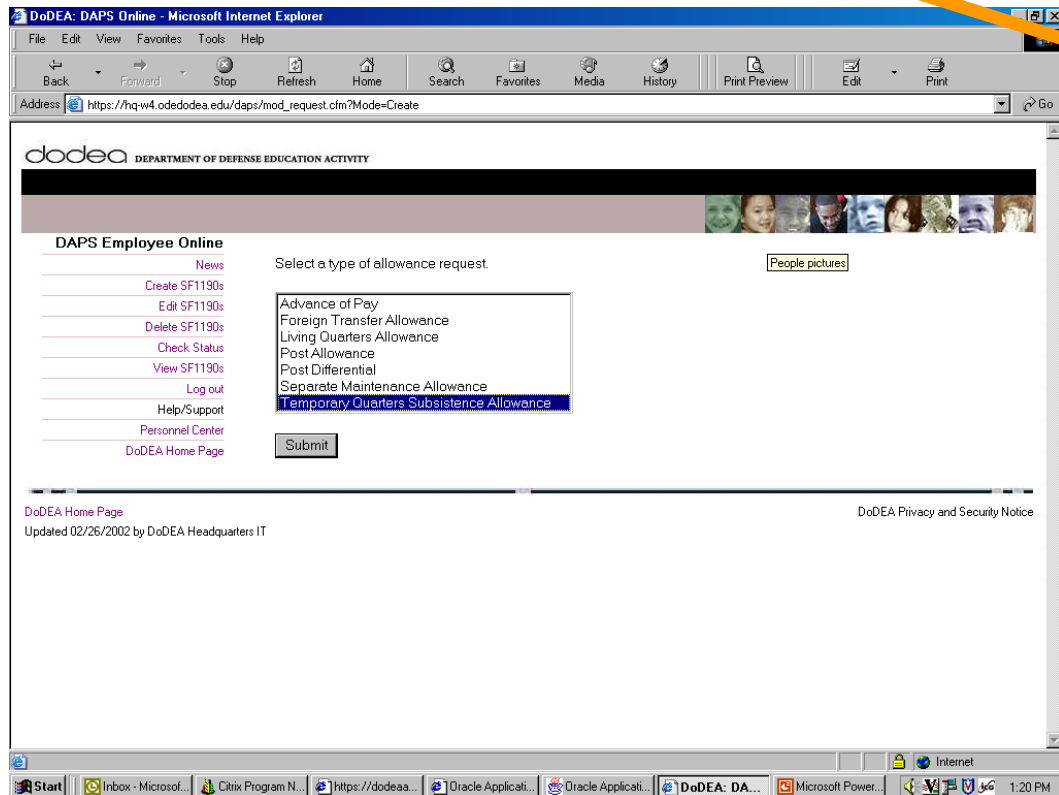 DoDEA: DAPS Online - Microsoft Internet Explorer
File Edit View Favorites Tools Help
Back Forward Stop Refresh Home Search Favorites Media History Print Preview Edit Print
Address https://hq-w4.odedodea.edu/daps/mod_request.cfm?Mode=Create Go
dodea DEPARTMENT OF DEFENSE EDUCATION ACTIVITY
DAPS Employee Online
News
Create SF1190s
Edit SF1190s
Delete SF1190s
Check Status
View SF1190s
Log out
Help/Support
Personnel Center
DoDEA Home Page
Select a type of allowance request.
People pictures
Advance of Pay
Foreign Transfer Allowance
Living Quarters Allowance
Post Allowance
Post Differential
Separate Maintenance Allowance
Temporary Quarters Subsistence Allowance
Submit
DoDEA Home Page DoDEA Privacy and Security Notice
Updated 02/26/2002 by DoDEA Headquarters IT
Internet
Start Inbox - Microsof... Citrix Program N... https://dodeaa... Oracle Applicati... Oracle Applicati... DoDEA: DA... Microsoft Power... 1:20 PM